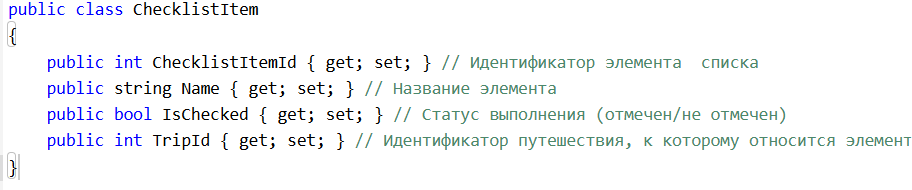 public class ChecklistItem
{
public int ChecklistItemId { get; set; } // Идентификатор элемента  списка
public string Name { get; set; } // Название элемента
public bool IsChecked { get; set; } // Статус выполнения (отмечен/не отмечен)
public int TripId { get; set; } // Идентификатор путешествия, к которому относится элемент
}